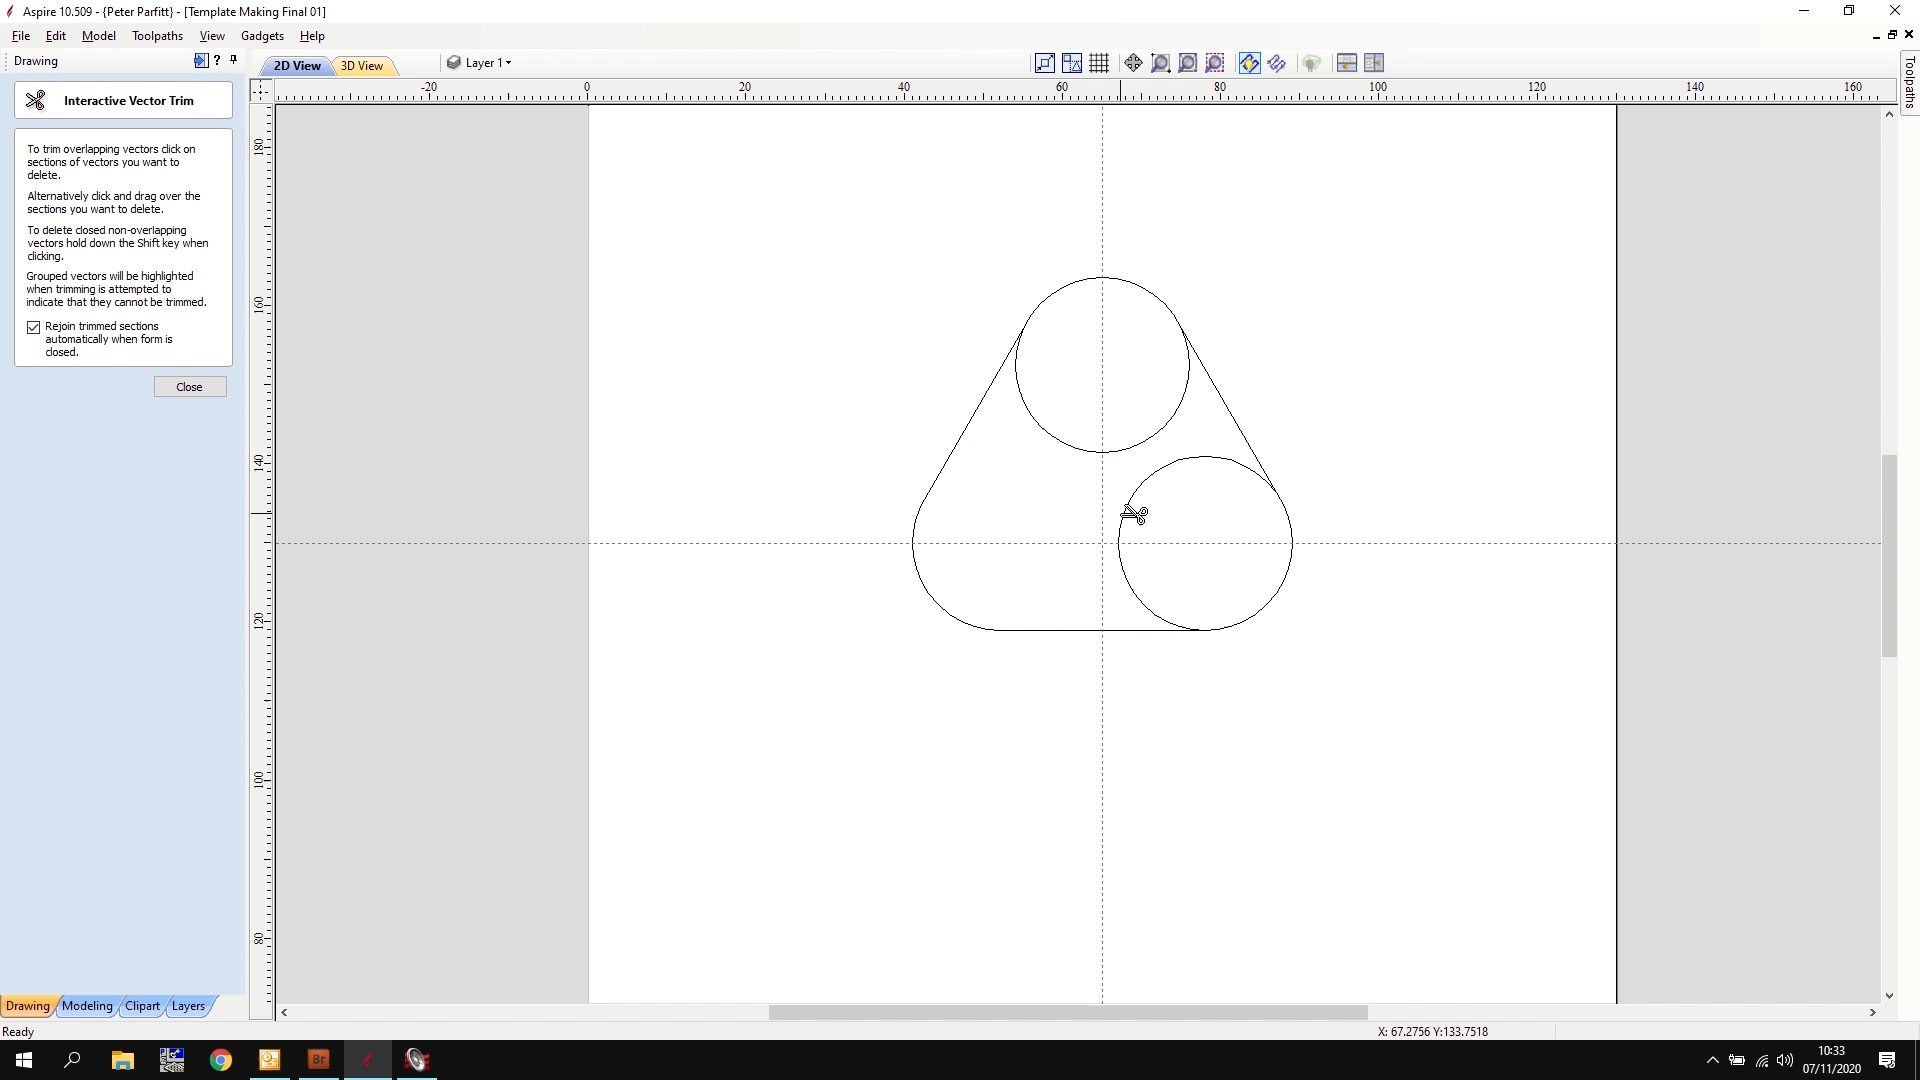 Aspire 10.509 - {Peter Parfitt} - [Template Making Final 01]
File Edit Model Toolpaths View Gadgets Help
Drawing ?
2D View 3D View Layer 1
Toolpaths
Interactive Vector Trim
-20 0 20 40 60 80 100 120 140 160
To trim overlapping vectors click on
sections of vectors you want to
delete.
Alternatively click and drag over the
sections you want to delete.
To delete closed non-overlapping
vectors hold down the Shift key when
clicking.
Grouped vectors will be highlighted
when trimming is attempted to
indicate that they cannot be trimmed.
Rejoin trimmed sections
automatically when form is
closed.
Close
180
160
140
120
100
80
Drawing Modeling Clipart Layers
Ready
X: 67.2756 Y:133.7518
Br
10:33
07/11/2020